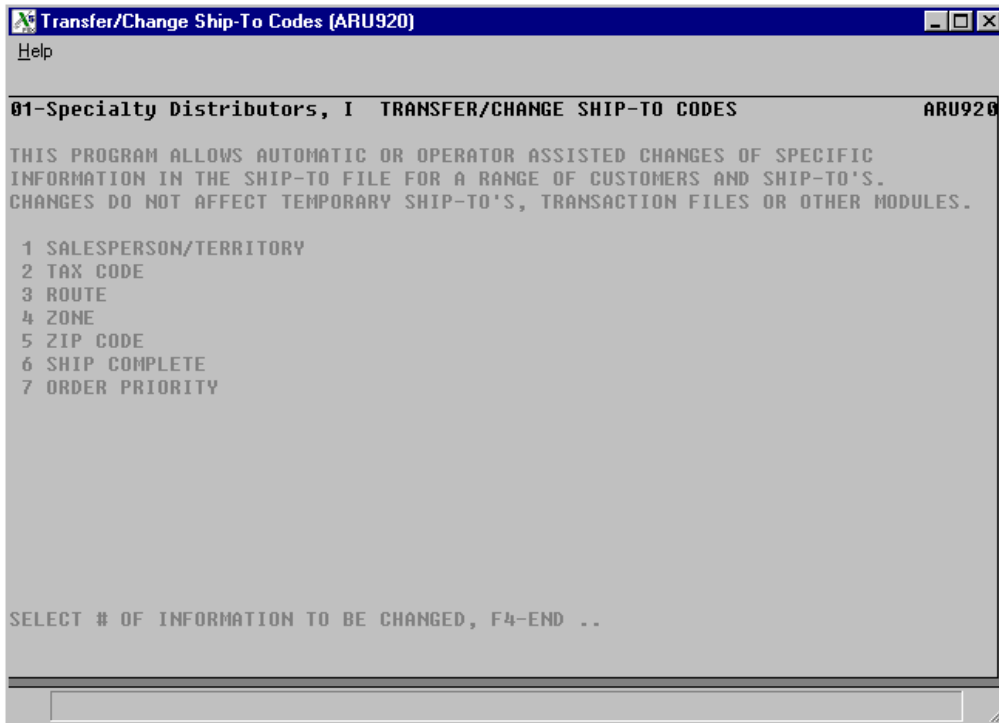 Transfer/Change Ship-To Codes (ARU920)
Help
01-Specialty Distributors, I TRANSFER/CHANGE SHIP-TO CODES ARU920
THIS PROGRAM ALLOWS AUTOMATIC OR OPERATOR ASSISTED CHANGES OF SPECIFIC
INFORMATION IN THE SHIP-TO FILE FOR A RANGE OF CUSTOMERS AND SHIP-TO'S.
CHANGES DO NOT AFFECT TEMPORARY SHIP-TO'S, TRANSACTION FILES OR OTHER MODULES.
1 SALESPERSON/TERRITORY
2 TAX CODE
3 ROUTE
4 ZONE
5 ZIP CODE
6 SHIP COMPLETE
7 ORDER PRIORITY
SELECT # OF INFORMATION TO BE CHANGED, F4-END ..